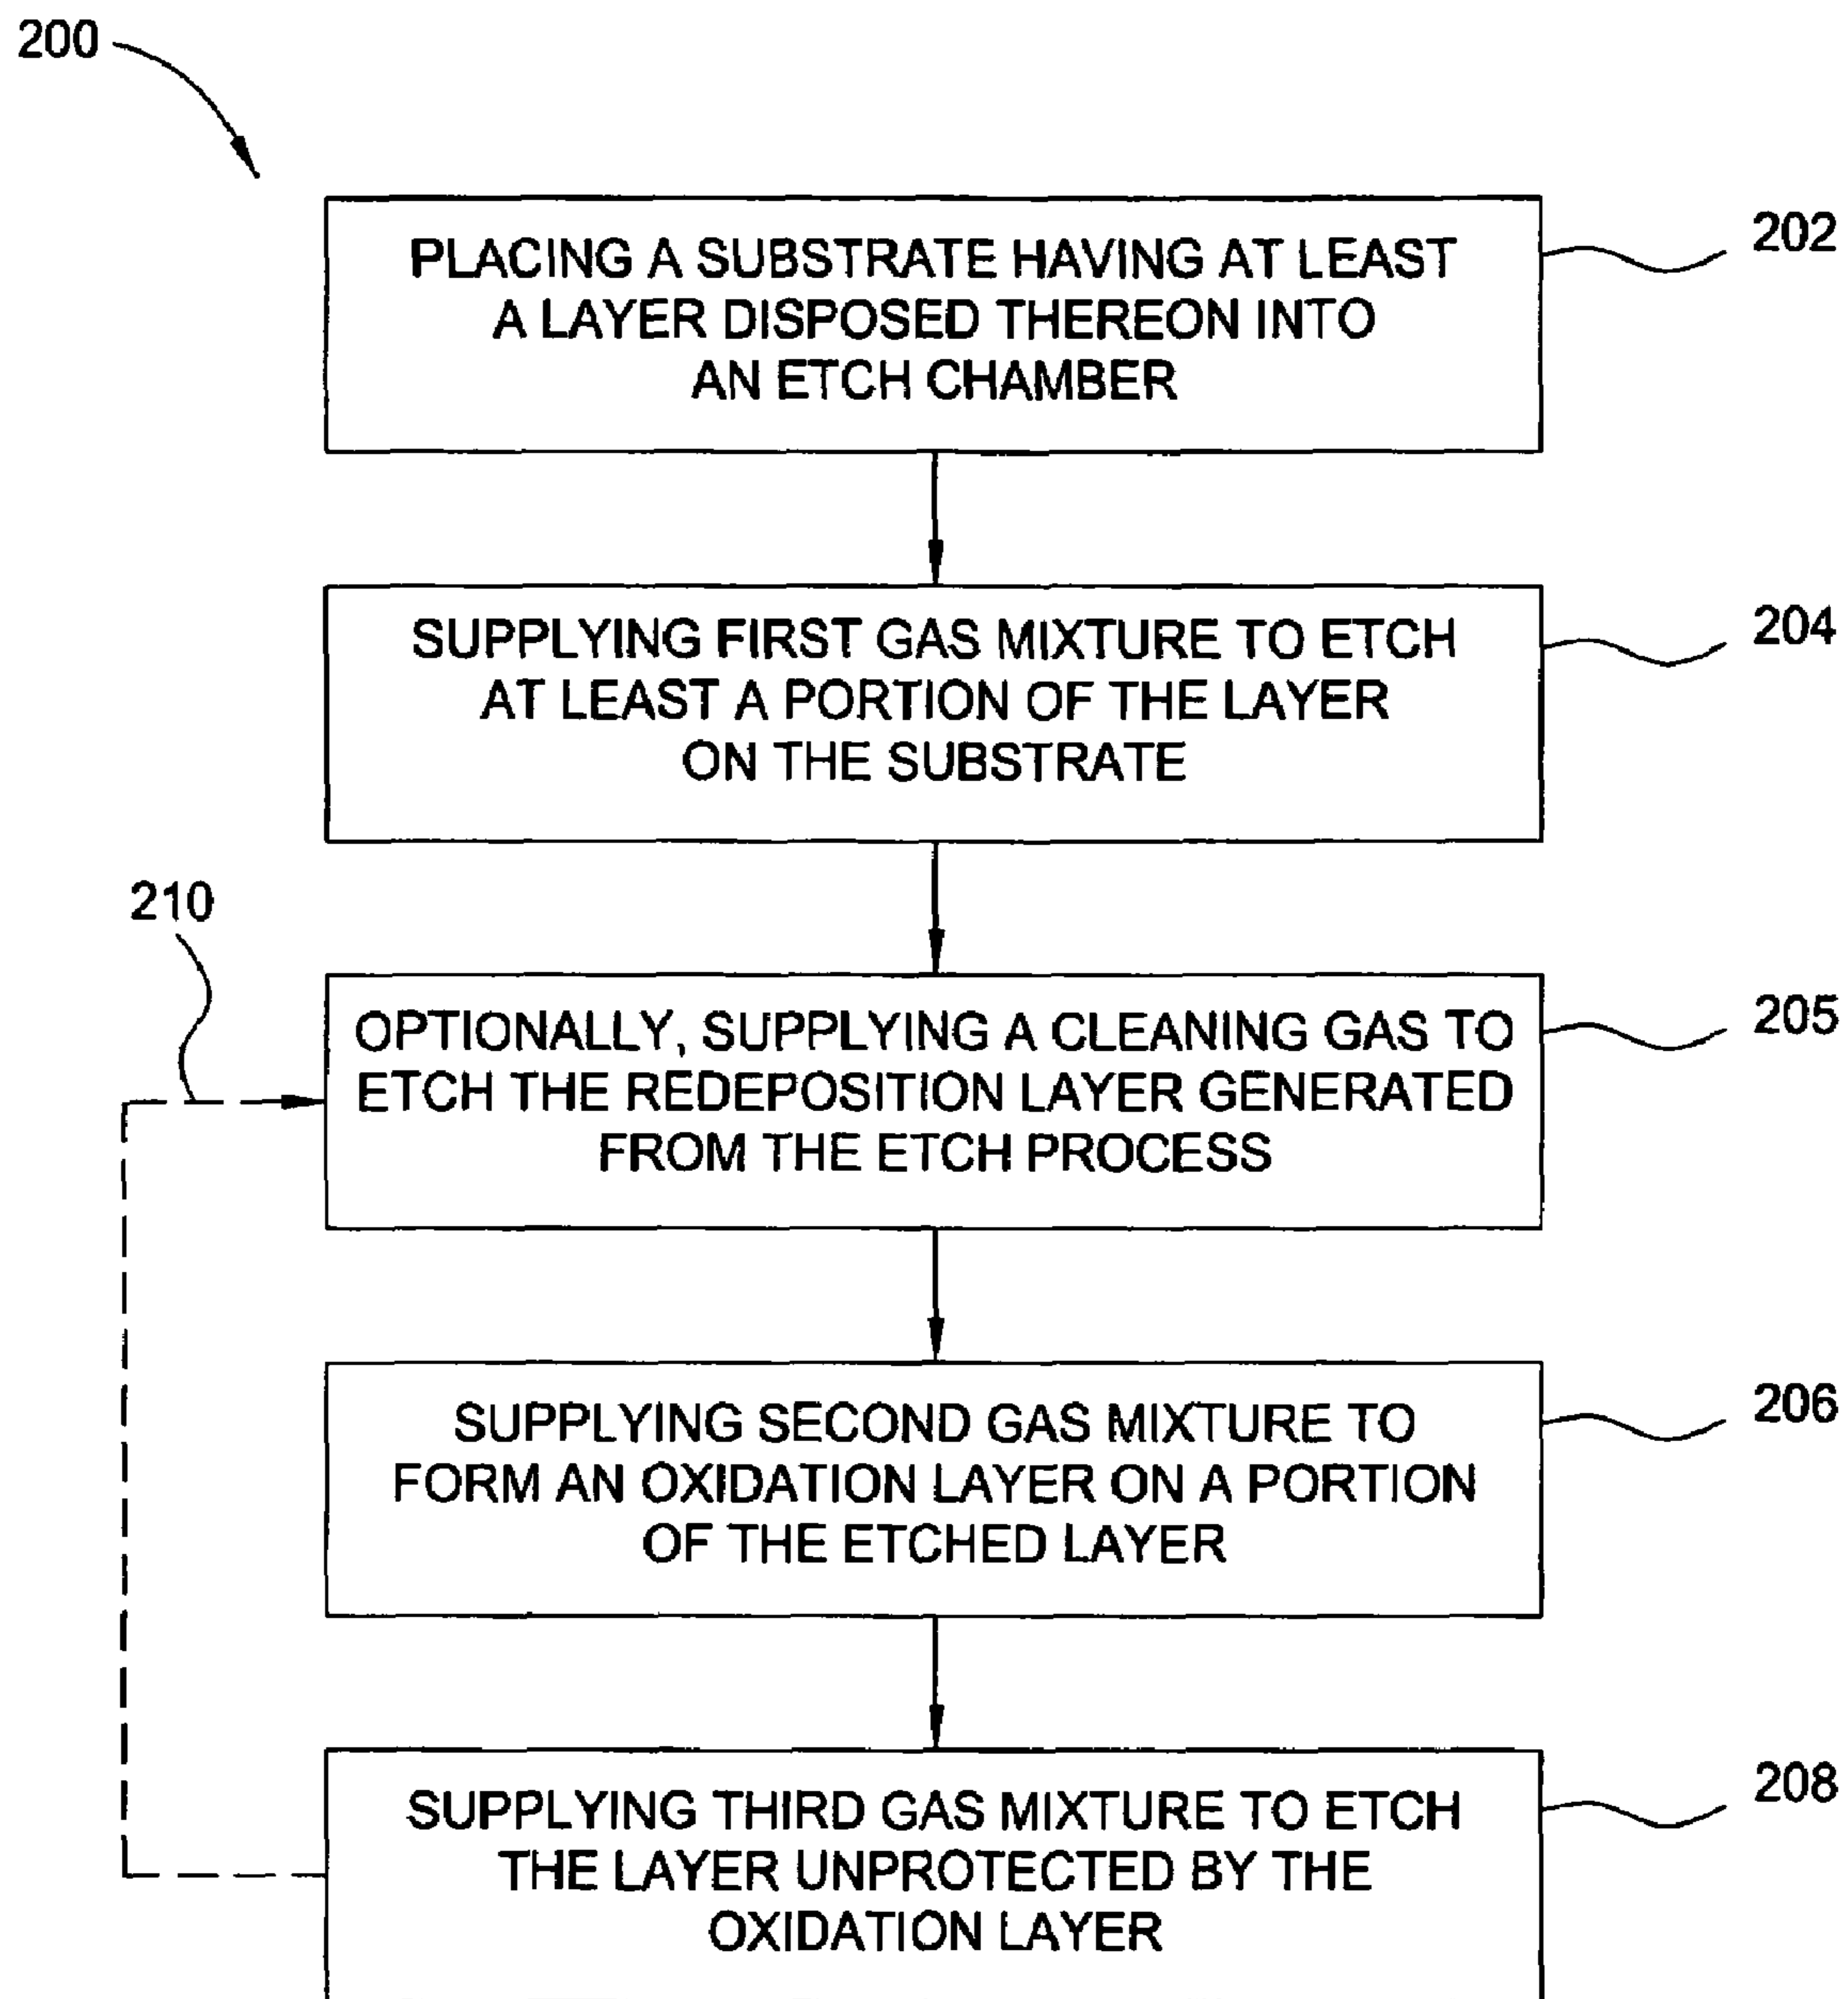 200
PLACING A SUBSTRATE HAVING AT LEAST
A LAYER DISPOSED THEREON INTO
AN ETCH CHAMBER
202
SUPPLYING FIRST GAS MIXTURE TO ETCH
AT LEAST A PORTION OF THE LAYER
ON THE SUBSTRATE
204
210
OPTIONALLY, SUPPLYING A CLEANING GAS TO
ETCH THE REDEPOSITION LAYER GENERATED
FROM THE ETCH PROCESS
205
SUPPLYING SECOND GAS MIXTURE TO
FORM AN OXIDATION LAYER ON A PORTION
OF THE ETCHED LAYER
206
SUPPLYING THIRD GAS MIXTURE TO ETCH
THE LAYER UNPROTECTED BY THE
OXIDATION LAYER
208